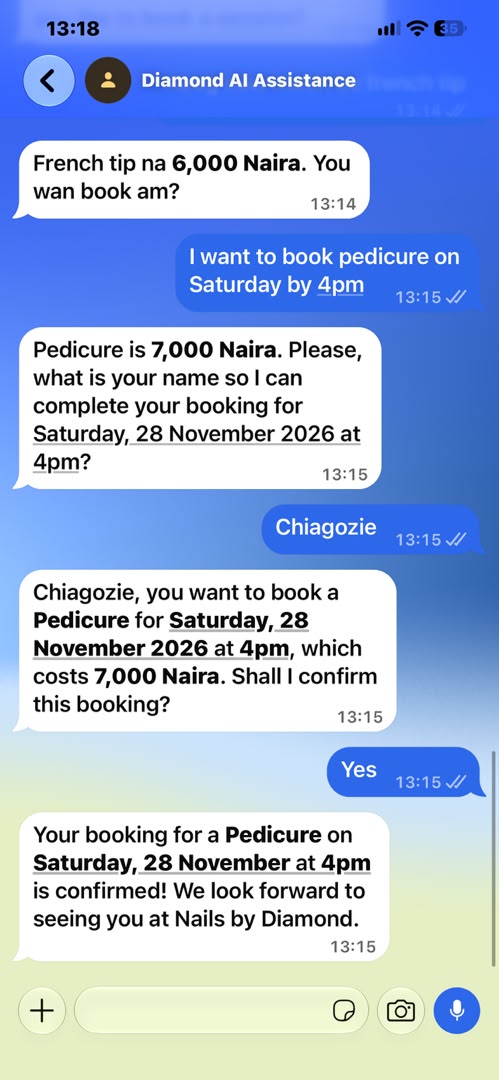 13:18
35
Diamond AI Assistance
french tip
13:14
French tip na 6,000 Naira. You
wan book am?
13:14
I want to book pedicure on
Saturday by 4pm
13:15
Pedicure is 7,000 Naira. Please,
what is your name so I can
complete your booking for
Saturday, 28 November 2026 at
4pm?
13:15
Chiagozie
13:15
Chiagozie, you want to book a
Pedicure for Saturday, 28
November 2026 at 4pm, which
costs 7,000 Naira. Shall I confirm
this booking?
13:15
Yes
13:15
Your booking for a Pedicure on
Saturday, 28 November at 4pm
is confirmed! We look forward to
seeing you at Nails by Diamond.
13:15